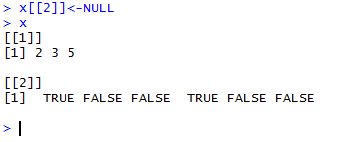 > x[[2]]<-NULL
> x
[[1]]
[1] 2 3 5
[[2]]
[1]  TRUE FALSE FALSE  TRUE FALSE FALSE
>